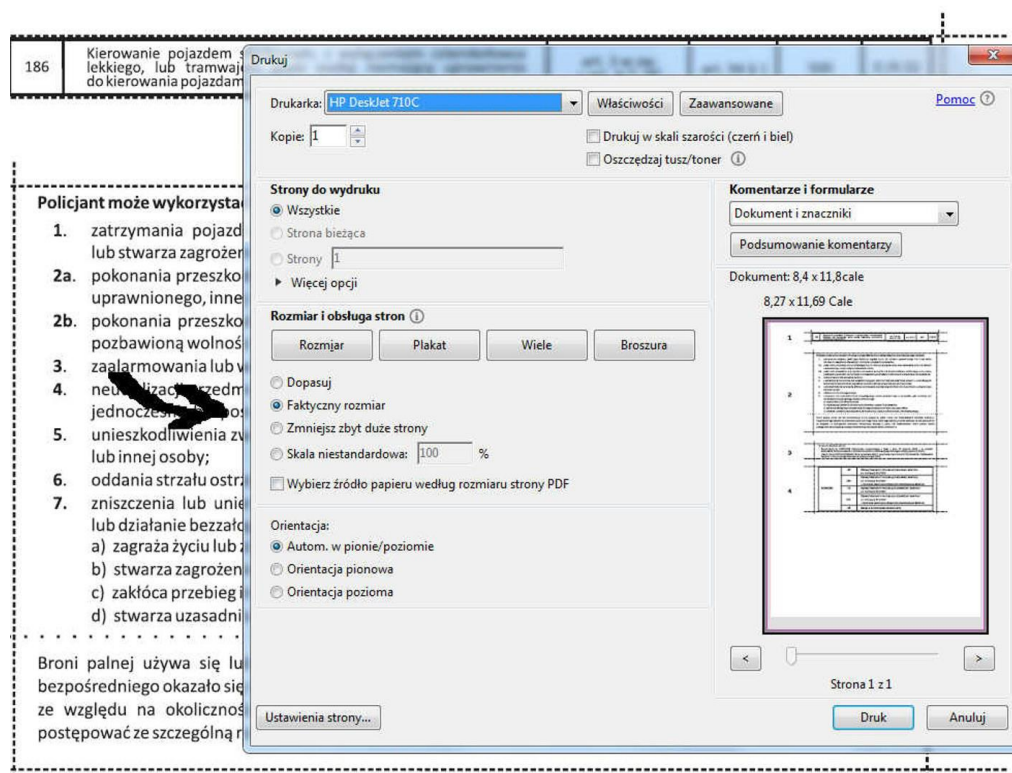 186
Kierowanie pojazdem
lekkiego, lub tramwaj
do kierowania pojazdam
Policjant może wykorzysta
1. zatrzymania pojazd
lub stwarza zagrożen
2a. pokonania przeszko
uprawnionego, inne
2b. pokonania przeszko
pozbawioną wolnoś
3. zaalarmowania lub
4.
5. unieszkodliwienia zw
lub innej osoby;
6. oddania strzału ostrz
7. zniszczenia lub unie
lub działanie bezzało
a) zagraża życiu lub
b) stwarza zagrożen
c) zakłóca przebieg i
d) stwarza uzasadni
Broni palnej używa się lu
bezpośredniego okazało się
ze względu na okolicznoś
postępować ze szczególną r
Drukuj
Drukarka: HP DeskJet 710C Właściwości Zaawansowane Pomoc
Kopie: 1 Drukuj w skali szarości (czerń i biel)
Oszczędzaj tusz/toner
Strony do wydruku
Wszystkie
Strona bieżąca
Strony 1
Więcej opcji
Rozmiar i obsługa stron
Rozmiar Plakat Wiele Broszura
Dopasuj
Faktyczny rozmiar
Zmniejsz zbyt duże strony
Skala niestandardowa: 100 %
Wybierz źródło papieru według rozmiaru strony PDF
Orientacja:
Autom. w pionie/poziomie
Orientacja pionowa
Orientacja pozioma
Komentarze i formularze
Dokument i znaczniki
Podsumowanie komentarzy
Dokument: 8,4 x 11,8cale
8,27 x 11,69 Cale
1
2
3
4
< >
Strona 1 z 1
Ustawienia strony... Druk Anuluj